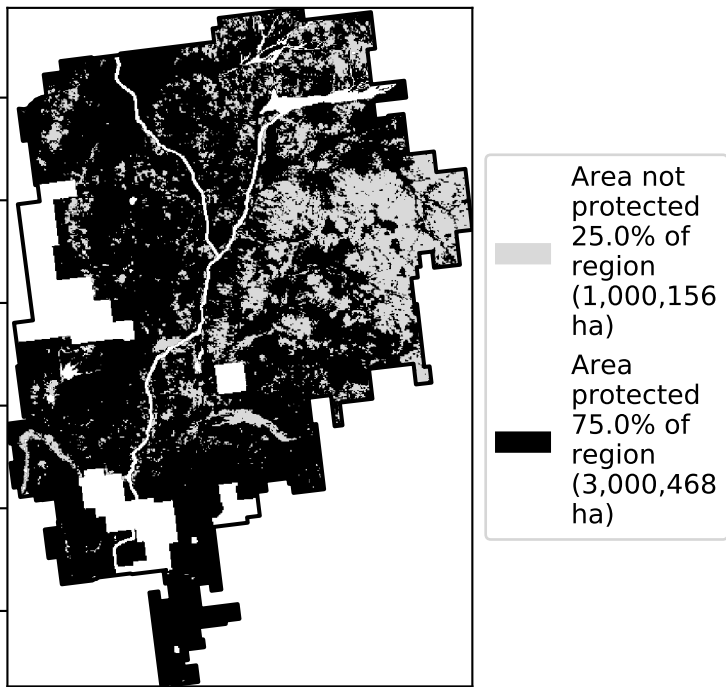 Area not
protected
25.0% of
region
(1,000,156
ha)
Area
protected
75.0% of
region
(3,000,468
ha)